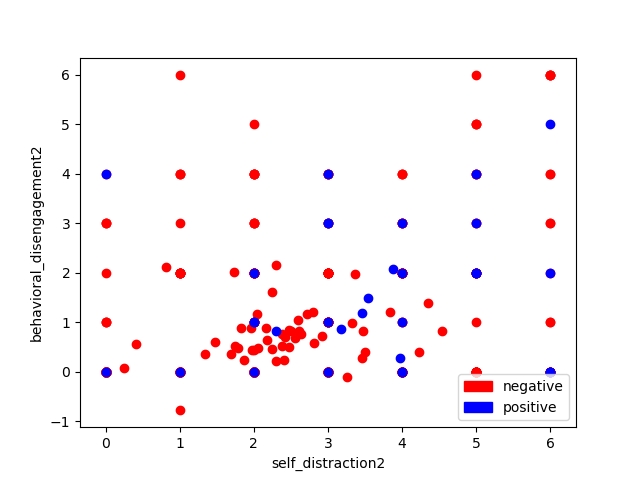 6
5
4
3
2
1
0
−1
behavioral_disengagement2
0 1 2 3 4 5 6
self_distraction2
negative
positive